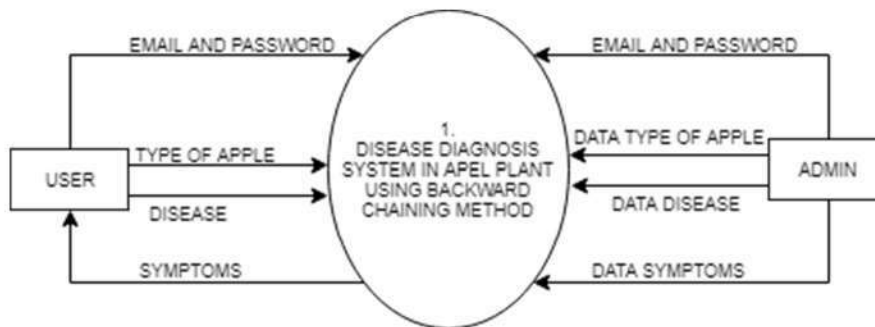 EMAIL AND PASSWORD
EMAIL AND PASSWORD
1.
DISEASE DIAGNOSIS
SYSTEM IN APEL PLANT
USING BACKWARD
CHAINING METHOD
USER
TYPE OF APPLE
DISEASE
SYMPTOMS
DATA TYPE OF APPLE
ADMIN
DATA DISEASE
DATA SYMPTOMS